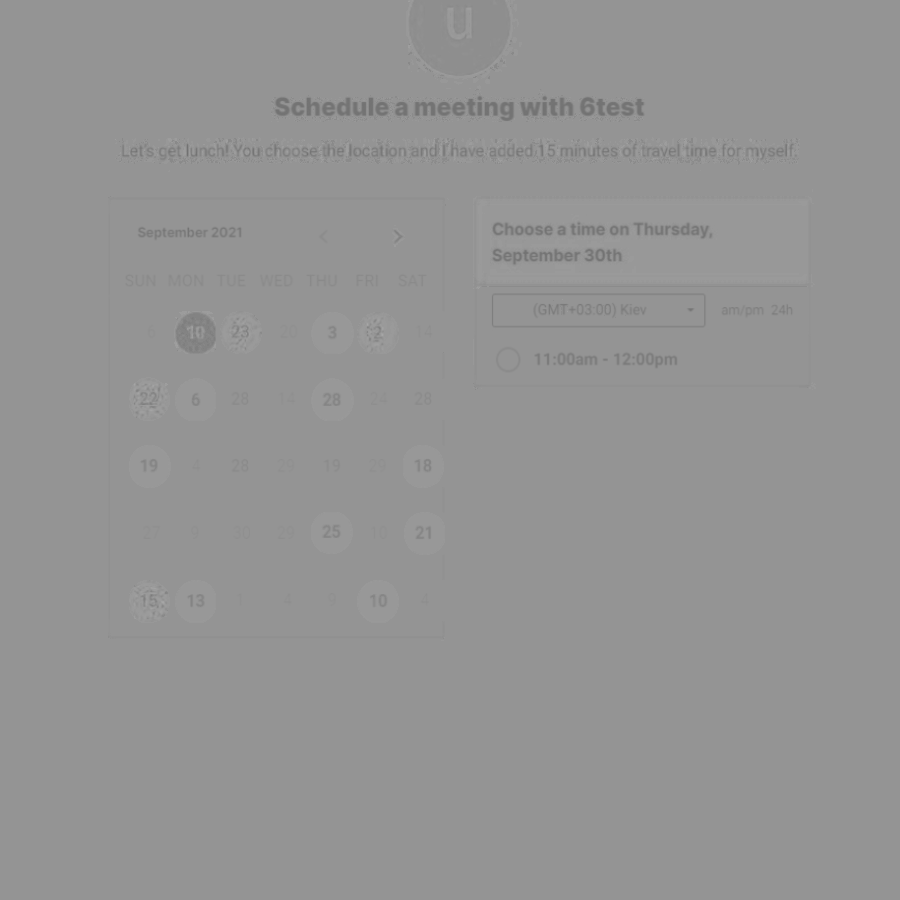 u
Schedule a meeting with 6test
Let's get lunch! You choose the location and I have added 15 minutes of travel time for myself.
September 2021
SUN MON TUE WED THU FRI SAT
6 10 23 20 3 2 14
22 6 28 14 28 24 28
19 4 28 29 19 29 18
27 9 30 29 25 10 21
15 13 1 4 9 10 4
Choose a time on Thursday,
September 30th
(GMT+03:00) Kiev am/pm 24h
11:00am - 12:00pm